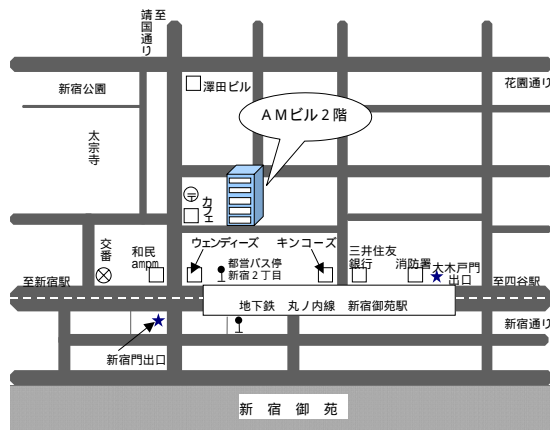 至
靖国通り
新宿公園
澤田ビル
花園通り
AMビル2階
太宗寺
〒
カフェ
交番
和民
ampm
ウェンディーズ
都営バス停
新宿2丁目
キンコーズ
三井住友
銀行
消防署
大木戸門
出口
至新宿駅
至四谷駅
地下鉄 丸ノ内線 新宿御苑駅
新宿通り
新宿門出口
新 宿 御 苑